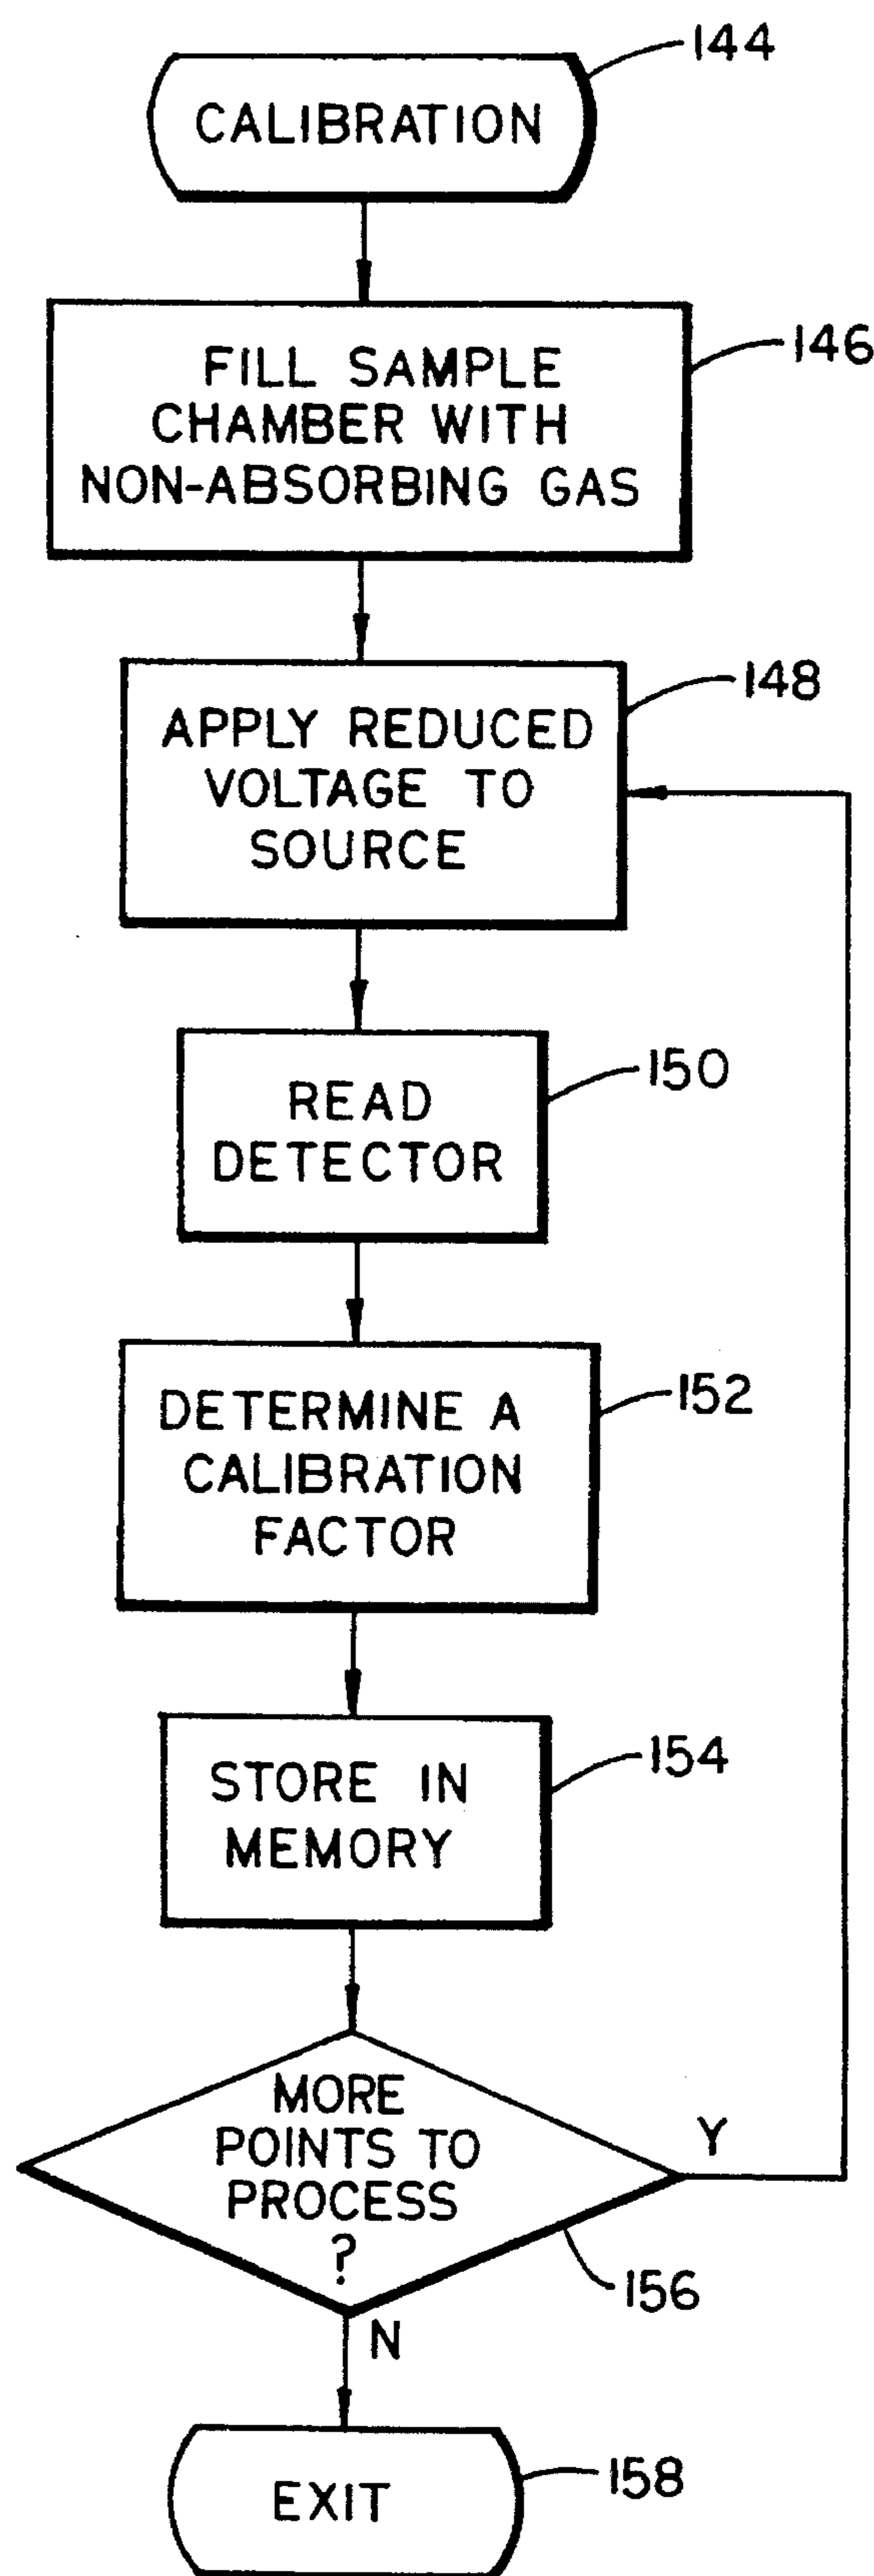 144
CALIBRATION
146
FILL SAMPLE
CHAMBER WITH
NON-ABSORBING GAS
148
APPLY REDUCED
VOLTAGE TO
SOURCE
150
READ
DETECTOR
152
DETERMINE A
CALIBRATION
FACTOR
154
STORE IN
MEMORY
MORE
POINTS TO
PROCESS
?
Y
156
N
158
EXIT